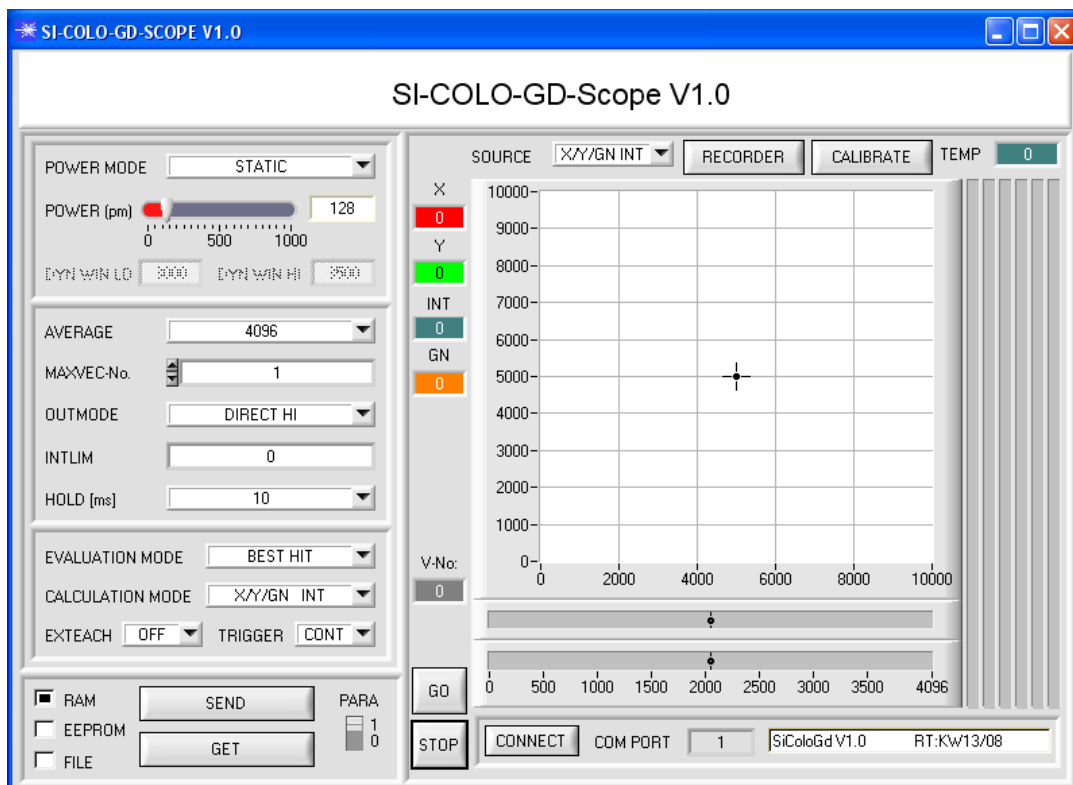 SI-COLO-GD-SCOPE V1.0
SI-COLO-GD-Scope V1.0
POWER MODE STATIC
POWER (pm) 128
0 500 1000
DYN WIN LO 3000 DYN WIN HI 3500
AVERAGE 4096
MAXVEC-No. 1
OUTMODE DIRECT HI
INTLIM 0
HOLD [ms] 10
EVALUATION MODE BEST HIT
CALCULATION MODE X/Y/GN INT
EXTEACH OFF TRIGGER CONT
RAM
EEPROM
FILE
SEND
GET
PARA
1
0
SOURCE X/Y/GN INT RECORDER CALIBRATE TEMP 0
X
0
Y
0
INT
0
GN
0
V-No:
0
10000
9000
8000
7000
6000
5000
4000
3000
2000
1000
0
0 2000 4000 6000 8000 10000
0 500 1000 1500 2000 2500 3000 3500 4096
GO
STOP
CONNECT COM PORT 1 SiColoGd V1.0 RT:KW13/08